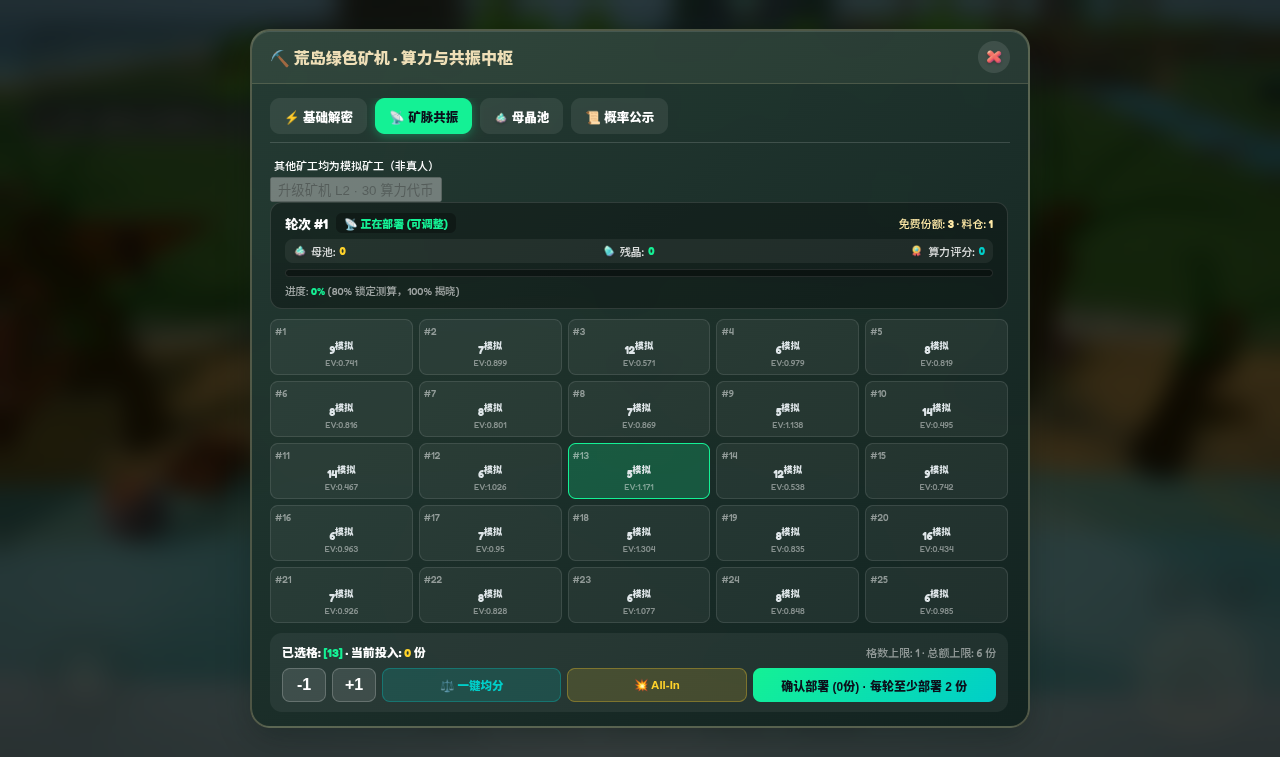 ⛏️ 荒岛绿色矿机 · 算力与共振中枢
⚡ 基础解密
📡 矿脉共振
母晶池
📜 概率公示
其他矿工均为模拟矿工（非真人）
升级矿机 L2 · 30 算力代币
轮次 #1 📡 正在部署 (可调整) 免费份额: 3 · 料仓: 1
母池: 0 残晶: 0 算力评分: 0
进度: 0% (80% 锁定测算，100% 揭晓)
#1 #2 #3 #4 #5
9模拟 7模拟 12模拟 6模拟 8模拟
EV:0.741 EV:0.899 EV:0.571 EV:0.979 EV:0.819
#6 #7 #8 #9 #10
8模拟 8模拟 7模拟 5模拟 14模拟
EV:0.816 EV:0.801 EV:0.869 EV:1.138 EV:0.495
#11 #12 #13 #14 #15
14模拟 6模拟 5模拟 12模拟 9模拟
EV:0.467 EV:1.026 EV:1.171 EV:0.538 EV:0.742
#16 #17 #18 #19 #20
6模拟 7模拟 5模拟 8模拟 16模拟
EV:0.963 EV:0.95 EV:1.304 EV:0.835 EV:0.434
#21 #22 #23 #24 #25
7模拟 8模拟 6模拟 8模拟 6模拟
EV:0.926 EV:0.828 EV:1.077 EV:0.848 EV:0.985
已选格: [13] · 当前投入: 0 份 格数上限: 1 · 总额上限: 6 份
-1 +1 ⚖️ 一键均分 💥 All-In 确认部署 (0份) · 每轮至少部署 2 份